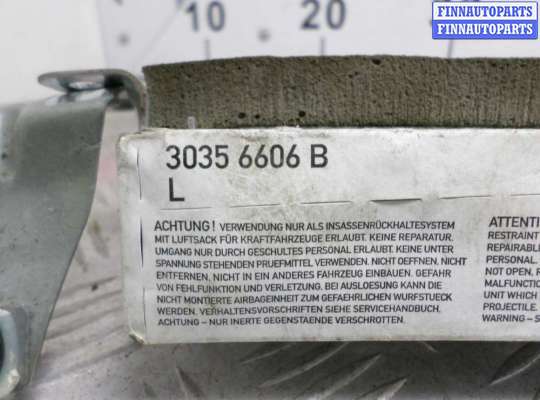 FINNAUTOPARTS
FINNAUTOPARTS
10 20 30
3035 6606 B
L
ACHTUNG! VERWENDUNG NUR ALS INSASSENRÜCKHALTESYSTEM
MIT LUFTSACK FÜR KRAFTFAHRZEUGE ERLAUBT. KEINE REPARATUR.
UMGANG NUR DURCH GESCHULTES PERSONAL ERLAUBT. KEINE UNTER
SPANNUNG STEHENDEN PRUEFMITTEL VERWENDEN. NICHT OEFFNEN. NICHT
ENTFERNEN. NICHT IN EIN ANDERES FAHRZEUG EINBAUEN. GEFAHR
VON FEHLFUNKTION UND VERLETZUNG. BEI AUSLOESUNG KANN DIE
NICHT MONTIERTE AIRBAGEINHEIT ZUM GEFAEHRLICHEN WURFSTUECK
WERDEN. VERHALTENSVORSCHRIFTEN SIEHE SERVICEHANDBUCH.
ACHTUNG – NUR INERTE GEGENSTAENDE VERSCHROTTEN.
ATTENTI
RESTRAINT
REPAIRABL
PERSONAL.
NOT OPEN, R
MALFUNCTIO
UNIT WHICH
PROJECTILE.
WARNING – S